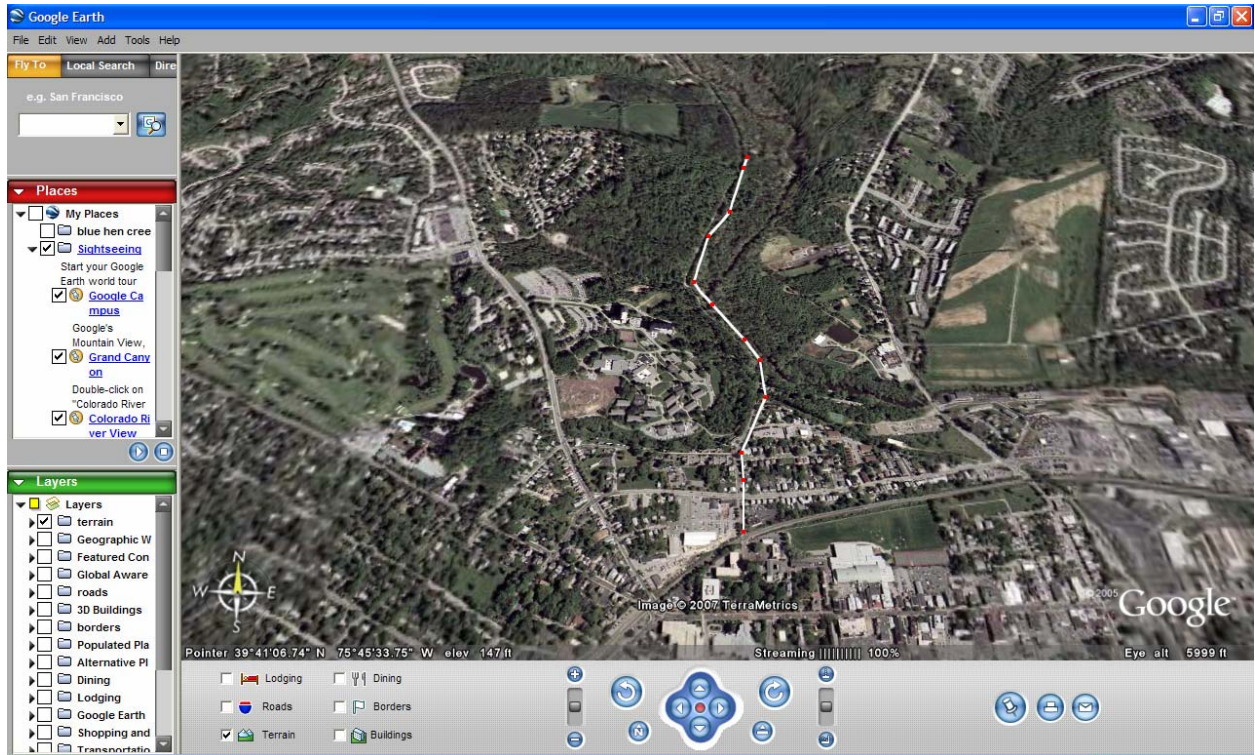 Google Earth
File Edit View Add Tools Help
Fly To Local Search Dire
e.g. San Francisco
Places
My Places
blue hen cree
Sightseeing
Start your Google
Earth world tour
Google Ca
mpus
Google's
Mountain View,
Grand Cany
on
Double-click on
"Colorado River
Colorado Ri
ver View
Layers
Layers
terrain
Geographic W
Featured Con
Global Aware
roads
3D Buildings
borders
Populated Pla
Alternative Pl
Dining
Lodging
Google Earth
Shopping and
Transportatio
N
W E
S
Image © 2007 TerraMetrics
© 2005 Google
Pointer 39°41'06.74" N 75°45'33.75" W elev 147 ft Streaming |||||||||| 100% Eye alt 5999 ft
Lodging Dining
Roads Borders
Terrain Buildings
N